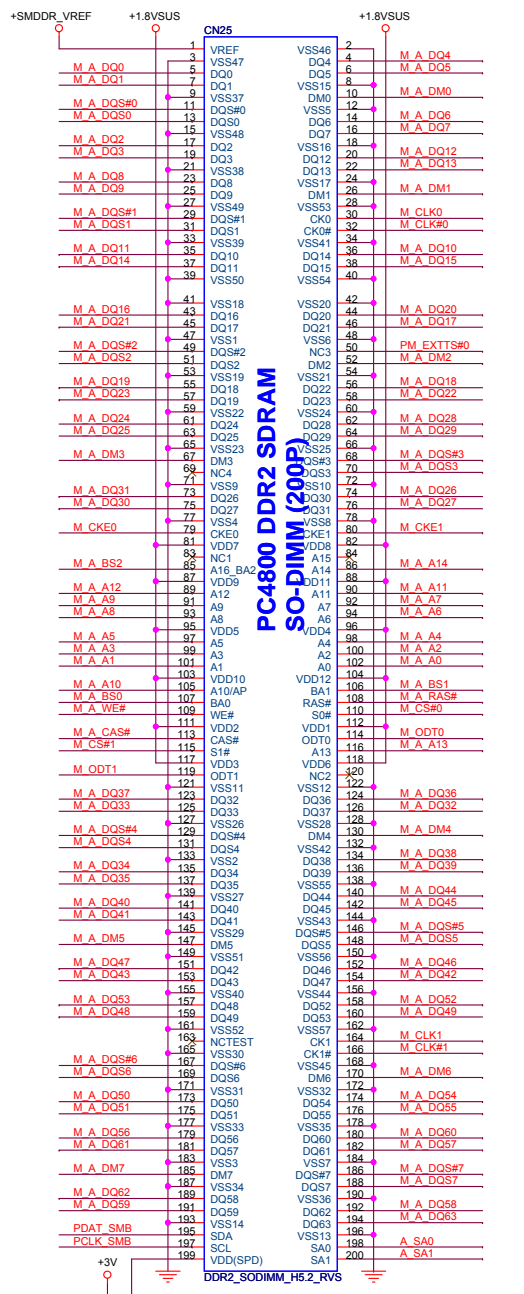 +SMDDR_VREF +1.8VSUS +1.8VSUS
CN25
1 VREF VSS46 2
3 VSS47 DQ4 4 M_A_DQ4
M_A_DQ0 5 DQ0 DQ5 6 M_A_DQ5
M_A_DQ1 7 DQ1 VSS15 8
9 VSS37 DM0 10 M_A_DM0
M_A_DQS#0 11 DQS#0 VSS5 12
M_A_DQS0 13 DQS0 DQ6 14 M_A_DQ6
15 VSS48 DQ7 16 M_A_DQ7
M_A_DQ2 17 DQ2 VSS16 18
M_A_DQ3 19 DQ3 DQ12 20 M_A_DQ12
21 VSS38 DQ13 22 M_A_DQ13
M_A_DQ8 23 DQ8 VSS17 24
M_A_DQ9 25 DQ9 DM1 26 M_A_DM1
27 VSS49 VSS53 28
M_A_DQS#1 29 DQS#1 CK0 30 M_CLK0
M_A_DQS1 31 DQS1 CK0# 32 M_CLK#0
33 VSS39 VSS41 34
M_A_DQ11 35 DQ10 DQ14 36 M_A_DQ10
M_A_DQ14 37 DQ11 DQ15 38 M_A_DQ15
39 VSS50 VSS54 40
41 VSS18 VSS20 42
M_A_DQ16 43 DQ16 DQ20 44 M_A_DQ20
M_A_DQ21 45 DQ17 DQ21 46 M_A_DQ17
47 VSS1 VSS6 48
M_A_DQS#2 49 DQS#2 NC3 50 PM_EXTTS#0
M_A_DQS2 51 DQS2 DM2 52 M_A_DM2
53 VSS19 VSS21 54
M_A_DQ19 55 DQ18 DQ22 56 M_A_DQ18
M_A_DQ23 57 DQ19 DQ23 58 M_A_DQ22
59 VSS22 VSS24 60
M_A_DQ24 61 DQ24 DQ28 62 M_A_DQ28
M_A_DQ25 63 DQ25 DQ29 64 M_A_DQ29
65 VSS23 VSS25 66
M_A_DM3 67 DM3 DQS#3 68 M_A_DQS#3
69 NC4 DQS3 70 M_A_DQS3
71 VSS9 VSS10 72
M_A_DQ31 73 DQ26 DQ30 74 M_A_DQ26
M_A_DQ30 75 DQ27 DQ31 76 M_A_DQ27
77 VSS4 VSS8 78
M_CKE0 79 CKE0 CKE1 80 M_CKE1
81 VDD7 VDD8 82
83 NC1 A15 84
M_A_BS2 85 A16_BA2 A14 86 M_A_A14
87 VDD9 VDD11 88
M_A_A12 89 A12 A11 90 M_A_A11
M_A_A9 91 A9 A7 92 M_A_A7
M_A_A8 93 A8 A6 94 M_A_A6
95 VDD5 VDD4 96
M_A_A5 97 A5 A4 98 M_A_A4
M_A_A3 99 A3 A2 100 M_A_A2
M_A_A1 101 A1 A0 102 M_A_A0
103 VDD10 VDD12 104
M_A_A10 105 A10/AP BA1 106 M_A_BS1
M_A_BS0 107 BA0 RAS# 108 M_A_RAS#
M_A_WE# 109 WE# S0# 110 M_CS#0
111 VDD2 VDD1 112
M_A_CAS# 113 CAS# ODT0 114 M_ODT0
M_CS#1 115 S1# A13 116 M_A_A13
117 VDD3 VDD6 118
M_ODT1 119 ODT1 NC2 120
121 VSS11 VSS12 122
M_A_DQ37 123 DQ32 DQ36 124 M_A_DQ36
M_A_DQ33 125 DQ33 DQ37 126 M_A_DQ32
127 VSS26 VSS28 128
M_A_DQS#4 129 DQS#4 DM4 130 M_A_DM4
M_A_DQS4 131 DQS4 VSS42 132
133 VSS2 DQ38 134 M_A_DQ38
M_A_DQ34 135 DQ34 DQ39 136 M_A_DQ39
M_A_DQ35 137 DQ35 VSS55 138
139 VSS27 DQ44 140 M_A_DQ44
M_A_DQ40 141 DQ40 DQ45 142 M_A_DQ45
M_A_DQ41 143 DQ41 VSS43 144
145 VSS29 DQS#5 146 M_A_DQS#5
M_A_DM5 147 DM5 DQS5 148 M_A_DQS5
149 VSS51 VSS56 150
M_A_DQ47 151 DQ42 DQ46 152 M_A_DQ46
M_A_DQ43 153 DQ43 DQ47 154 M_A_DQ42
155 VSS40 VSS44 156
M_A_DQ53 157 DQ48 DQ52 158 M_A_DQ52
M_A_DQ48 159 DQ49 DQ53 160 M_A_DQ49
161 VSS52 VSS57 162
163 NCTEST CK1 164 M_CLK1
165 VSS30 CK1# 166 M_CLK#1
M_A_DQS#6 167 DQS#6 VSS45 168
M_A_DQS6 169 DQS6 DM6 170 M_A_DM6
171 VSS31 VSS32 172
M_A_DQ50 173 DQ50 DQ54 174 M_A_DQ54
M_A_DQ51 175 DQ51 DQ55 176 M_A_DQ55
177 VSS33 VSS35 178
M_A_DQ56 179 DQ56 DQ60 180 M_A_DQ60
M_A_DQ61 181 DQ57 DQ61 182 M_A_DQ57
183 VSS3 VSS7 184
M_A_DM7 185 DM7 DQS#7 186 M_A_DQS#7
187 VSS34 DQS7 188 M_A_DQS7
M_A_DQ62 189 DQ58 VSS36 190
M_A_DQ59 191 DQ59 DQ62 192 M_A_DQ58
193 VSS14 DQ63 194 M_A_DQ63
PDAT_SMB 195 SDA VSS13 196
PCLK_SMB 197 SCL SA0 198 A_SA0
199 VDD(SPD) SA1 200 A_SA1
PC4800 DDR2 SDRAM
SO-DIMM (200P)
+3V
DDR2_SODIMM_H5.2_RVS